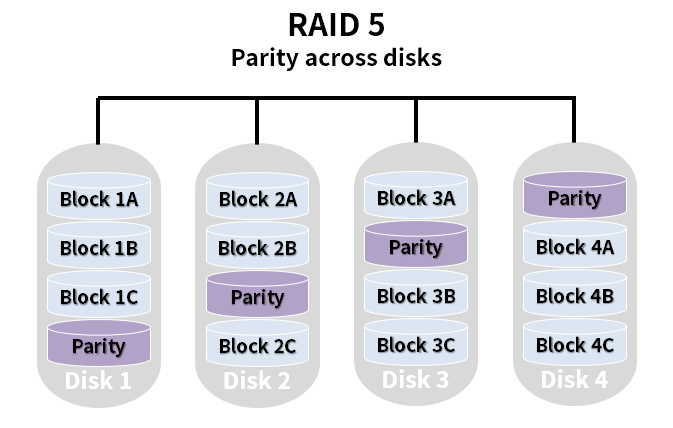 RAID 5
Parity across disks
Block 1A
Block 1B
Block 1C
Parity
Disk 1
Block 2A
Block 2B
Parity
Block 2C
Disk 2
Block 3A
Parity
Block 3B
Block 3C
Disk 3
Parity
Block 4A
Block 4B
Block 4C
Disk 4